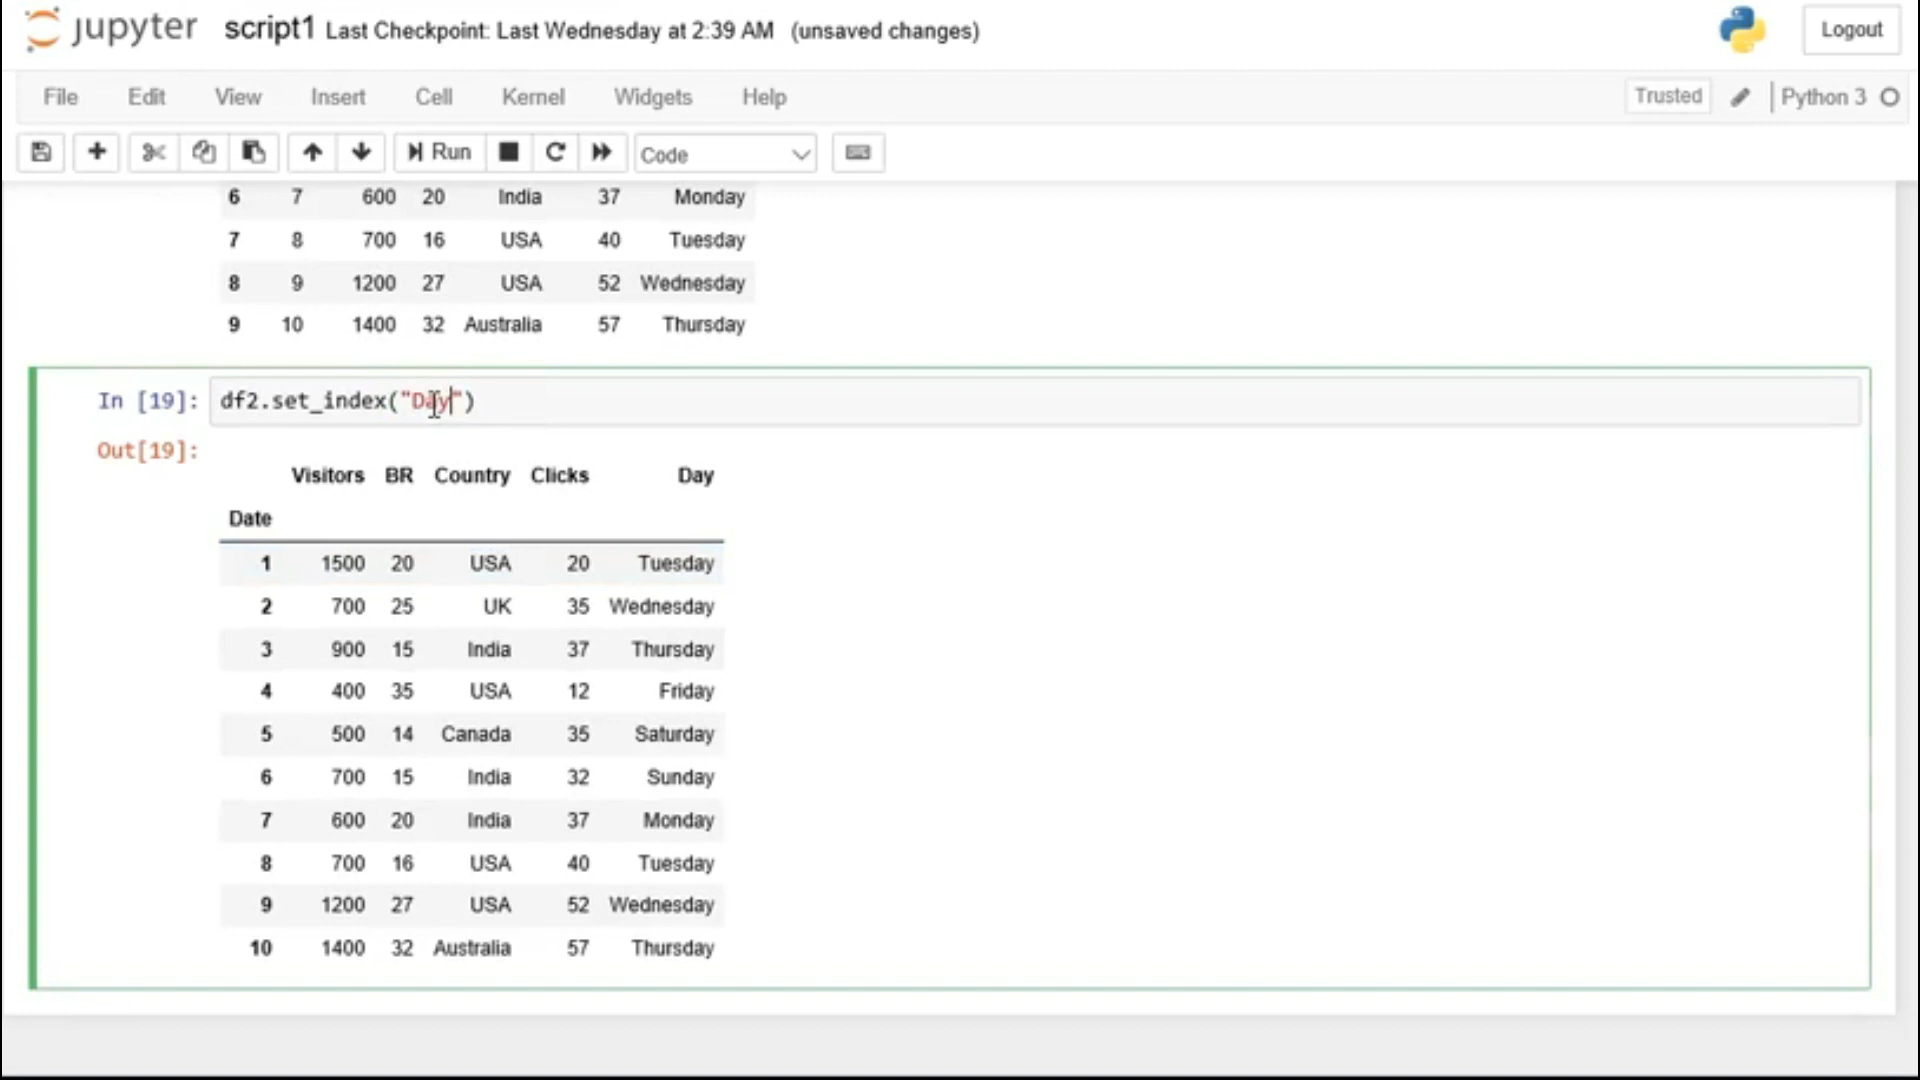 jupyter script1 Last Checkpoint: Last Wednesday at 2:39 AM (unsaved changes) Logout
File Edit View Insert Cell Kernel Widgets Help Trusted Python 3
Run Code
6 7 600 20 India 37 Monday
7 8 700 16 USA 40 Tuesday
8 9 1200 27 USA 52 Wednesday
9 10 1400 32 Australia 57 Thursday
In [19]: df2.set_index("Day")
Out[19]:
Visitors BR Country Clicks Day
Date
1 1500 20 USA 20 Tuesday
2 700 25 UK 35 Wednesday
3 900 15 India 37 Thursday
4 400 35 USA 12 Friday
5 500 14 Canada 35 Saturday
6 700 15 India 32 Sunday
7 600 20 India 37 Monday
8 700 16 USA 40 Tuesday
9 1200 27 USA 52 Wednesday
10 1400 32 Australia 57 Thursday